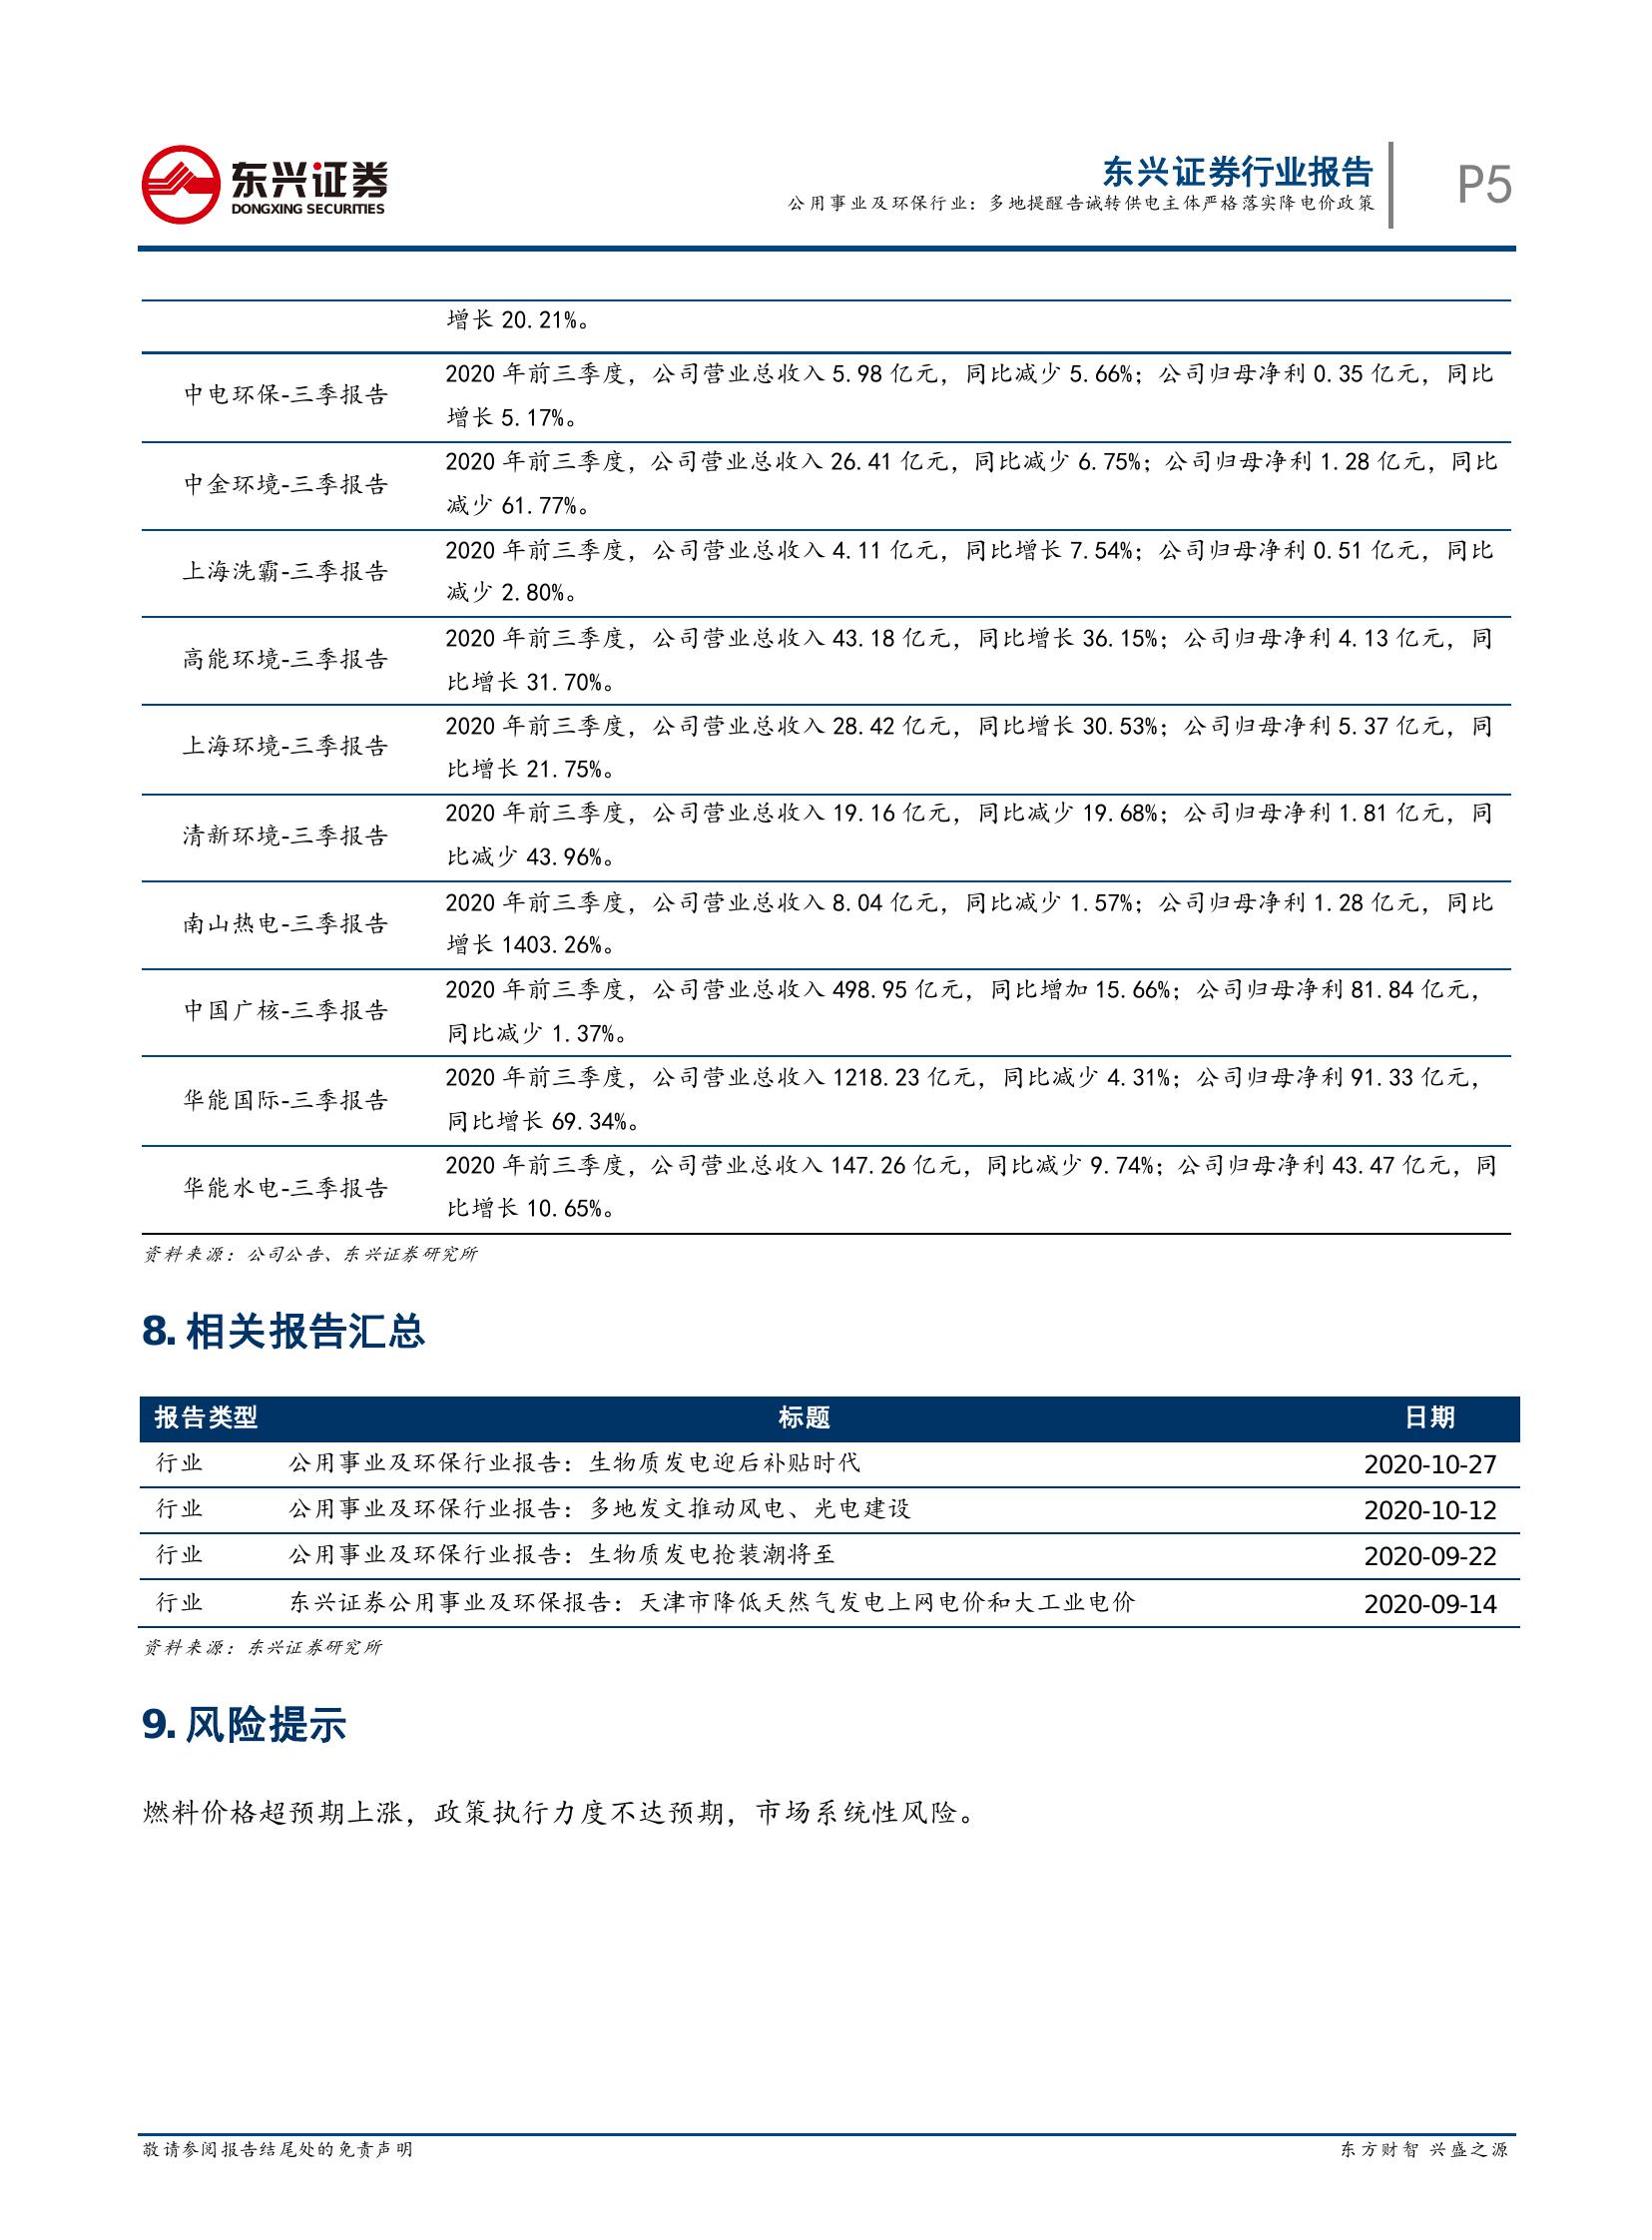 东兴证券
DONGXING SECURITIES
东兴证券行业报告
公用事业及环保行业：多地提醒告诫转供电主体严格落实降电价政策
P5
增长 20.21%。
中电环保-三季报告
2020 年前三季度，公司营业总收入 5.98 亿元，同比减少 5.66%；公司归母净利 0.35 亿元，同比
增长 5.17%。
中金环境-三季报告
2020 年前三季度，公司营业总收入 26.41 亿元，同比减少 6.75%；公司归母净利 1.28 亿元，同比
减少 61.77%。
上海洗霸-三季报告
2020 年前三季度，公司营业总收入 4.11 亿元，同比增长 7.54%；公司归母净利 0.51 亿元，同比
减少 2.80%。
高能环境-三季报告
2020 年前三季度，公司营业总收入 43.18 亿元，同比增长 36.15%；公司归母净利 4.13 亿元，同
比增长 31.70%。
上海环境-三季报告
2020 年前三季度，公司营业总收入 28.42 亿元，同比增长 30.53%；公司归母净利 5.37 亿元，同
比增长 21.75%。
清新环境-三季报告
2020 年前三季度，公司营业总收入 19.16 亿元，同比减少 19.68%；公司归母净利 1.81 亿元，同
比减少 43.96%。
南山热电-三季报告
2020 年前三季度，公司营业总收入 8.04 亿元，同比减少 1.57%；公司归母净利 1.28 亿元，同比
增长 1403.26%。
中国广核-三季报告
2020 年前三季度，公司营业总收入 498.95 亿元，同比增加 15.66%；公司归母净利 81.84 亿元，
同比减少 1.37%。
华能国际-三季报告
2020 年前三季度，公司营业总收入 1218.23 亿元，同比减少 4.31%；公司归母净利 91.33 亿元，
同比增长 69.34%。
华能水电-三季报告
2020 年前三季度，公司营业总收入 147.26 亿元，同比减少 9.74%；公司归母净利 43.47 亿元，同
比增长 10.65%。
资料来源：公司公告、东兴证券研究所
8. 相关报告汇总
报告类型 标题 日期
行业 公用事业及环保行业报告：生物质发电迎后补贴时代 2020-10-27
行业 公用事业及环保行业报告：多地发文推动风电、光电建设 2020-10-12
行业 公用事业及环保行业报告：生物质发电抢装潮将至 2020-09-22
行业 东兴证券公用事业及环保报告：天津市降低天然气发电上网电价和大工业电价 2020-09-14
资料来源：东兴证券研究所
9. 风险提示
燃料价格超预期上涨，政策执行力度不达预期，市场系统性风险。
敬请参阅报告结尾处的免责声明
东方财智 兴盛之源